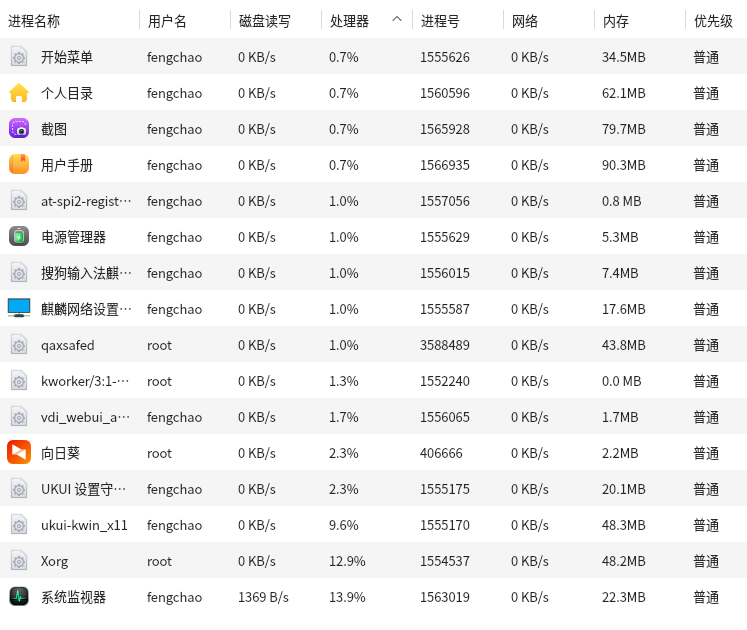 进程名称 用户名 磁盘读写 处理器 进程号 网络 内存 优先级
开始菜单 fengchao 0 KB/s 0.7% 1555626 0 KB/s 34.5MB 普通
个人目录 fengchao 0 KB/s 0.7% 1560596 0 KB/s 62.1MB 普通
截图 fengchao 0 KB/s 0.7% 1565928 0 KB/s 79.7MB 普通
用户手册 fengchao 0 KB/s 0.7% 1566935 0 KB/s 90.3MB 普通
at-spi2-regist… fengchao 0 KB/s 1.0% 1557056 0 KB/s 0.8 MB 普通
电源管理器 fengchao 0 KB/s 1.0% 1555629 0 KB/s 5.3MB 普通
搜狗输入法麒… fengchao 0 KB/s 1.0% 1556015 0 KB/s 7.4MB 普通
麒麟网络设置… fengchao 0 KB/s 1.0% 1555587 0 KB/s 17.6MB 普通
qaxsafed root 0 KB/s 1.0% 3588489 0 KB/s 43.8MB 普通
kworker/3:1-… root 0 KB/s 1.3% 1552240 0 KB/s 0.0 MB 普通
vdi_webui_a… fengchao 0 KB/s 1.7% 1556065 0 KB/s 1.7MB 普通
向日葵 root 0 KB/s 2.3% 406666 0 KB/s 2.2MB 普通
UKUI 设置守… fengchao 0 KB/s 2.3% 1555175 0 KB/s 20.1MB 普通
ukui-kwin_x11 fengchao 0 KB/s 9.6% 1555170 0 KB/s 48.3MB 普通
Xorg root 0 KB/s 12.9% 1554537 0 KB/s 48.2MB 普通
系统监视器 fengchao 1369 B/s 13.9% 1563019 0 KB/s 22.3MB 普通